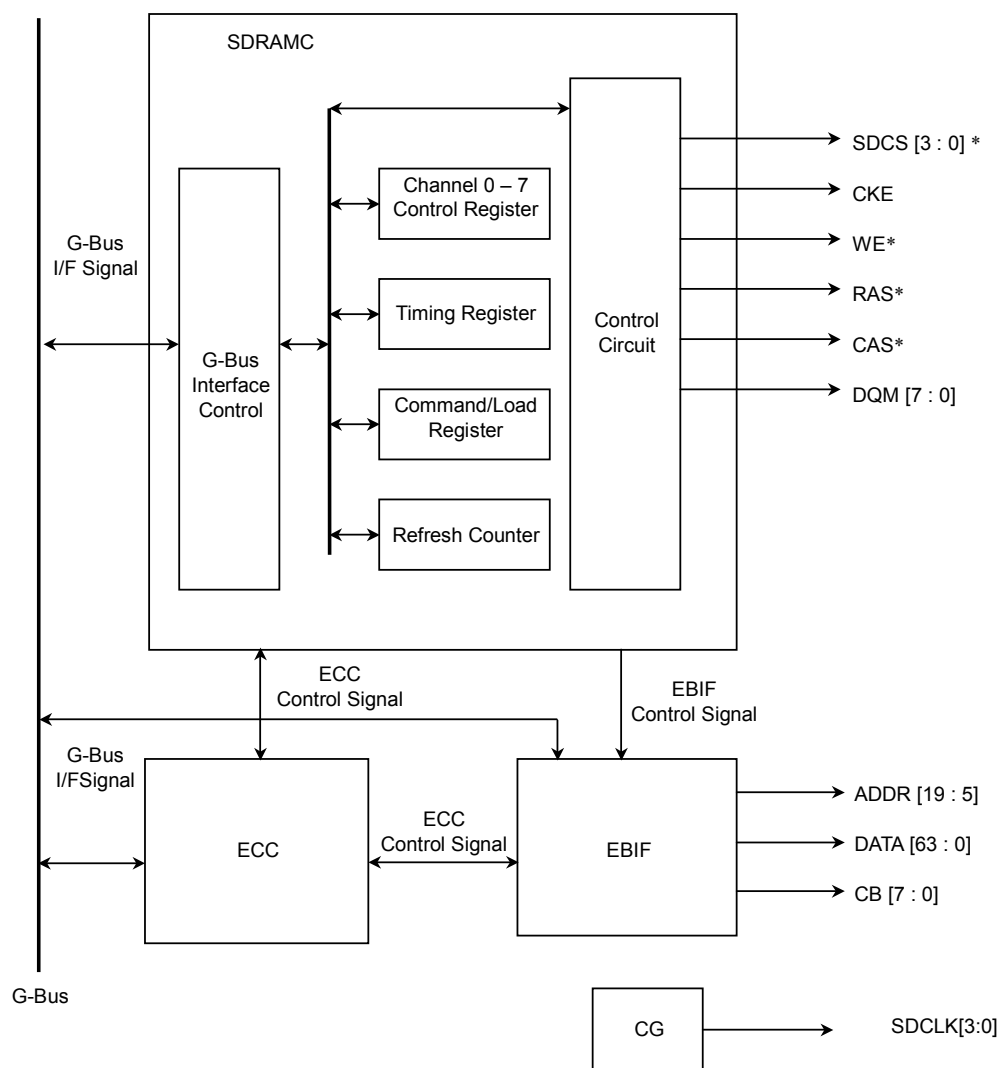 SDRAMC
G-Bus
I/F Signal
G-Bus
Interface
Control
Channel 0 – 7
Control Register
Timing Register
Command/Load
Register
Refresh Counter
Control
Circuit
SDCS [3 : 0] *
CKE
WE*
RAS*
CAS*
DQM [7 : 0]
ECC
Control Signal
EBIF
Control Signal
G-Bus
I/FSignal
ECC
ECC
Control Signal
EBIF
ADDR [19 : 5]
DATA [63 : 0]
CB [7 : 0]
G-Bus
CG
SDCLK[3:0]